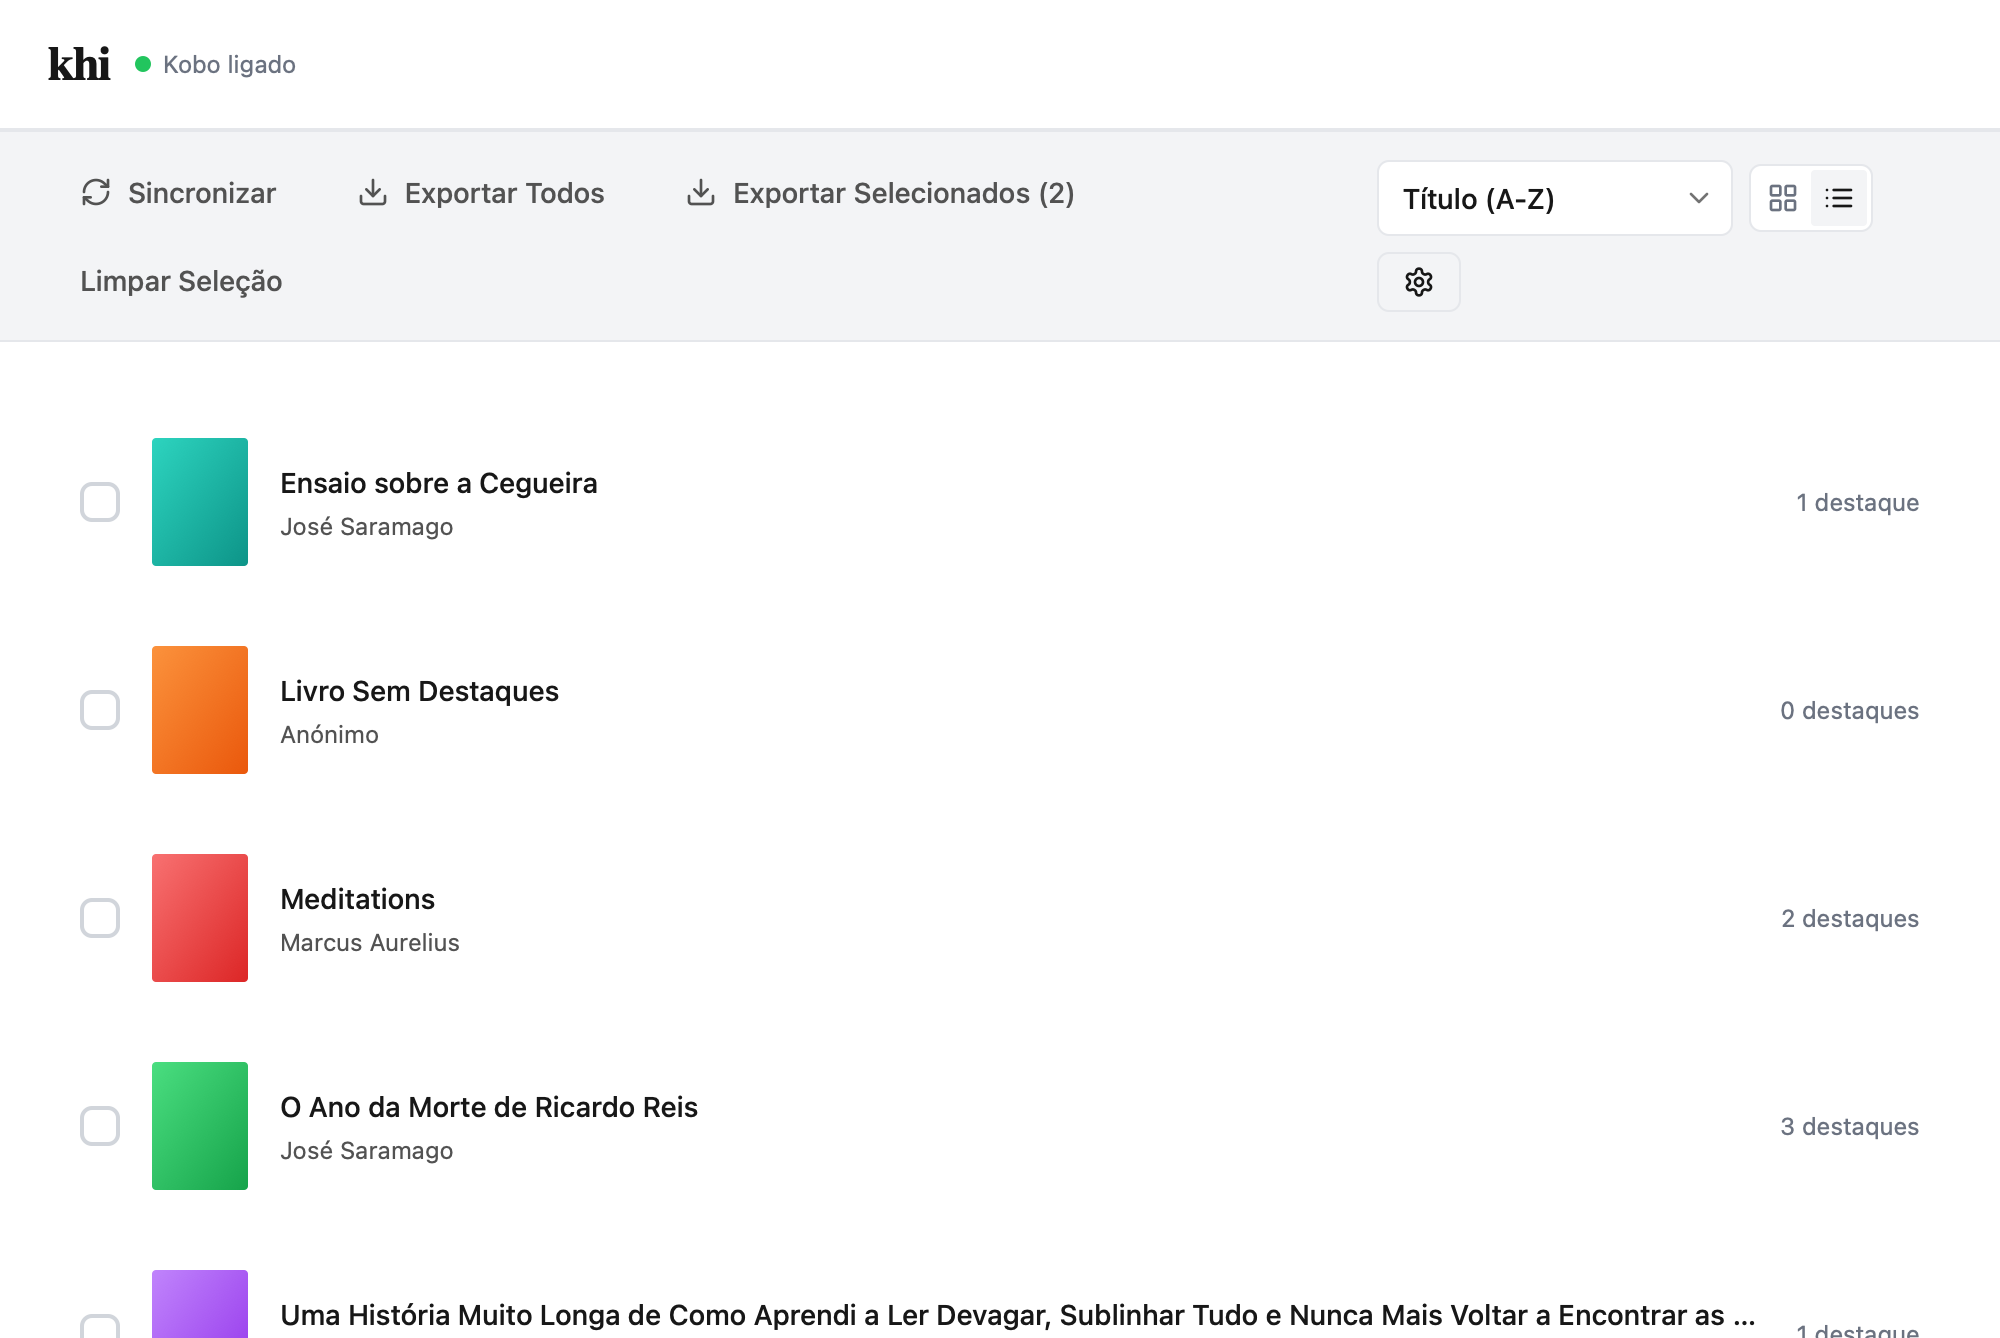 khi
Kobo ligado
Sincronizar
Exportar Todos
Exportar Selecionados (2)
Título (A-Z)
Limpar Seleção
Ensaio sobre a Cegueira
José Saramago
1 destaque
Livro Sem Destaques
Anónimo
0 destaques
Meditations
Marcus Aurelius
2 destaques
O Ano da Morte de Ricardo Reis
José Saramago
3 destaques
Uma História Muito Longa de Como Aprendi a Ler Devagar, Sublinhar Tudo e Nunca Mais Voltar a Encontrar as ...
1 destaque